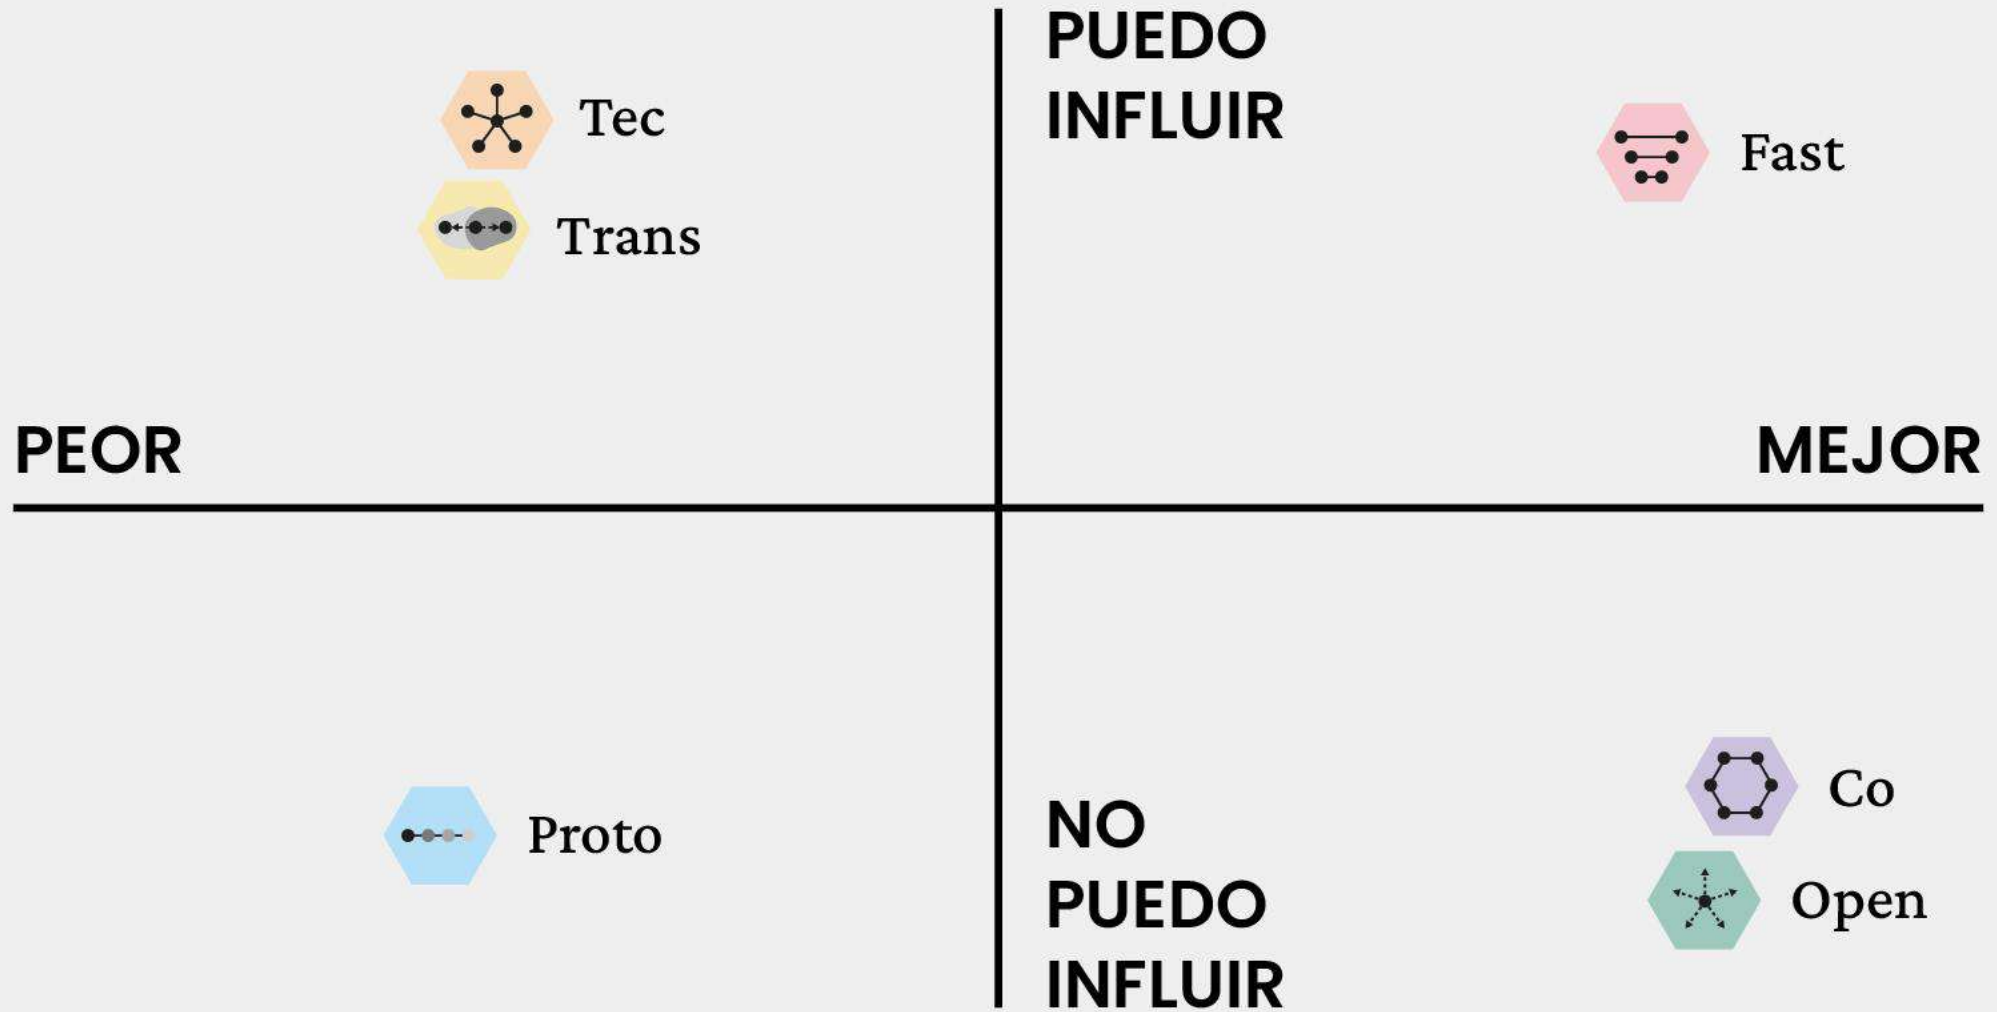 PUEDO
INFLUIR
Tec
Fast
Trans
PEOR
MEJOR
Proto
NO
PUEDO
INFLUIR
Co
Open